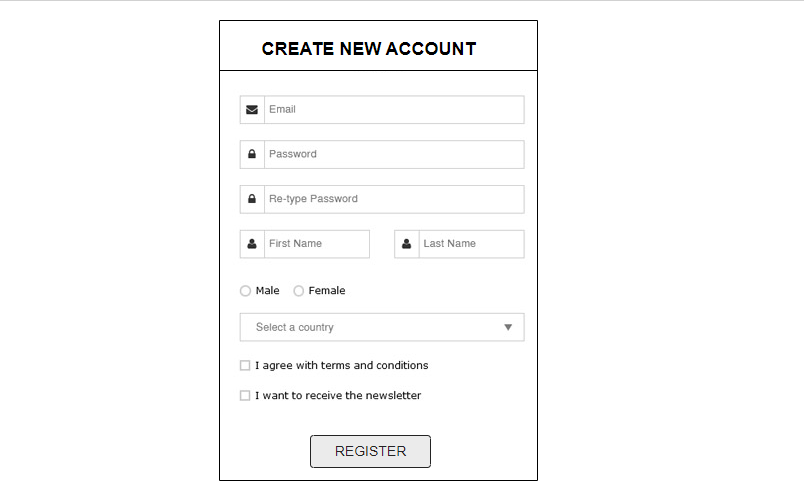 CREATE NEW ACCOUNT
Email
Password
Re-type Password
First Name Last Name
Male Female
Select a country
I agree with terms and conditions
I want to receive the newsletter
REGISTER